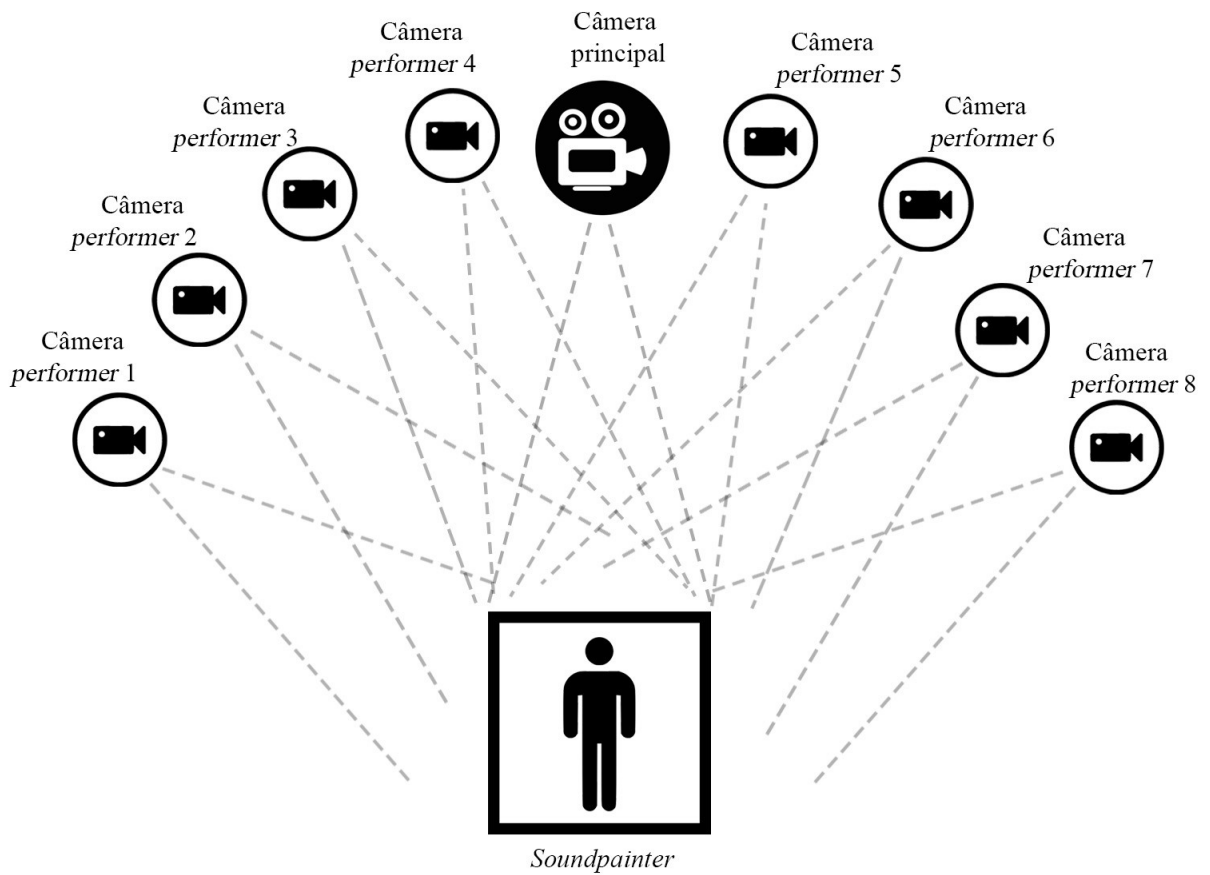 Câmera
performer 1
Câmera
performer 2
Câmera
performer 3
Câmera
performer 4
Câmera
principal
Câmera
performer 5
Câmera
performer 6
Câmera
performer 7
Câmera
performer 8
Soundpainter